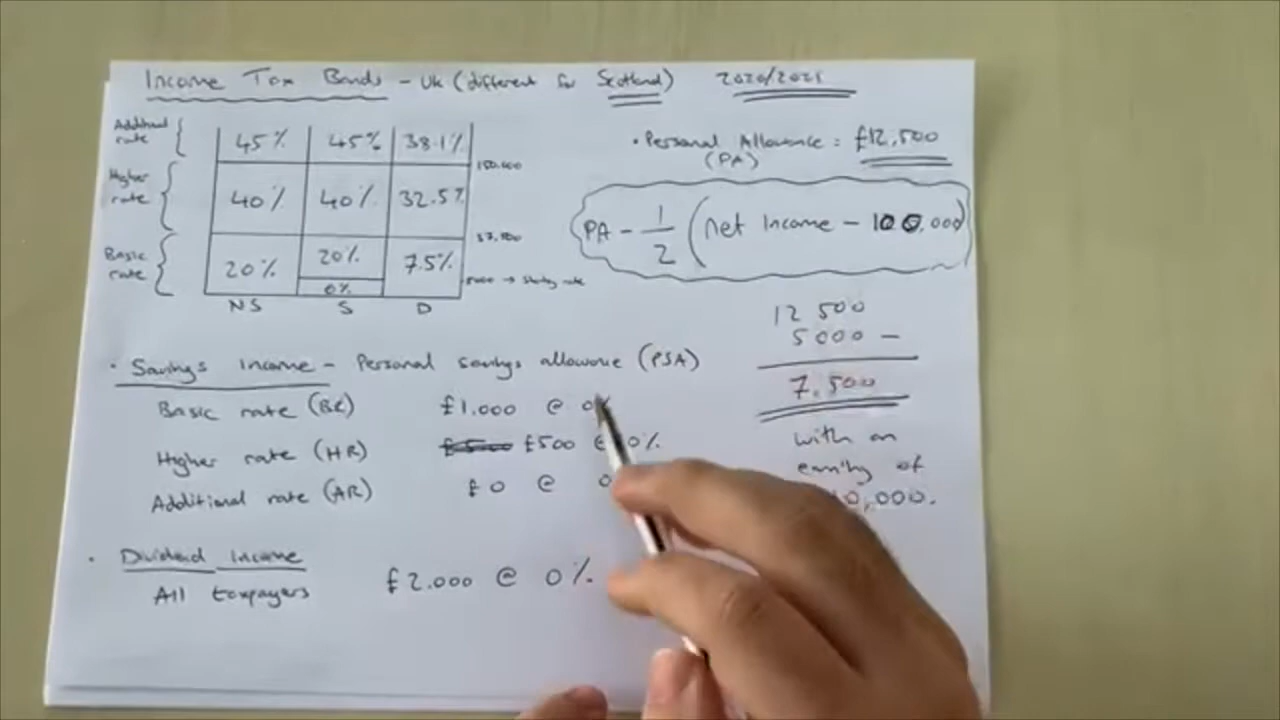 Income Tax Bands - UK (different for Scotland) 2020/2021
Additional rate { 45% 45% 38.1%
150.000
Higher rate { 40% 40% 32.5%
37,500
Basic rate { 20% 20% 7.5%
0% 5000 → Starting rate
NS S D
· Personal Allowance : £12,500
(PA)
PA - 1/2 (net Income - 100,000)
12 500
5000 -
7,500
with an
earning of
0,000.
· Savings Income - Personal savings allowance (PSA)
Basic rate (BR) £1.000 @ 0%
Higher rate (HR) £500 @ 0%.
Additional rate (AR) £0 @ 0
· Dividend Income
All taxpayers £2.000 @ 0%